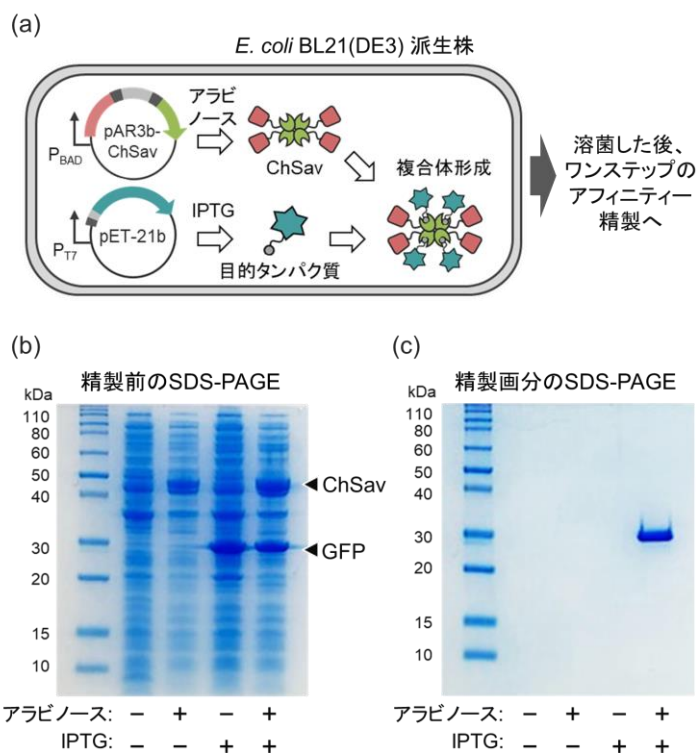 (a)
E. coli BL21(DE3) 派生株
アラビ
ノース
pAR3b-
ChSav
PBAD
ChSav
複合体形成
溶菌した後、
ワンステップの
アフィニティー
精製へ
IPTG
pET-21b
PT7
目的タンパク質
(b)
精製前のSDS-PAGE
kDa
110
80
60
50
40
30
20
15
10
ChSav
GFP
アラビノース: − + − +
IPTG: − − + +
(c)
精製画分のSDS-PAGE
kDa
110
80
60
50
40
30
20
15
10
アラビノース: − + − +
IPTG: − − + +